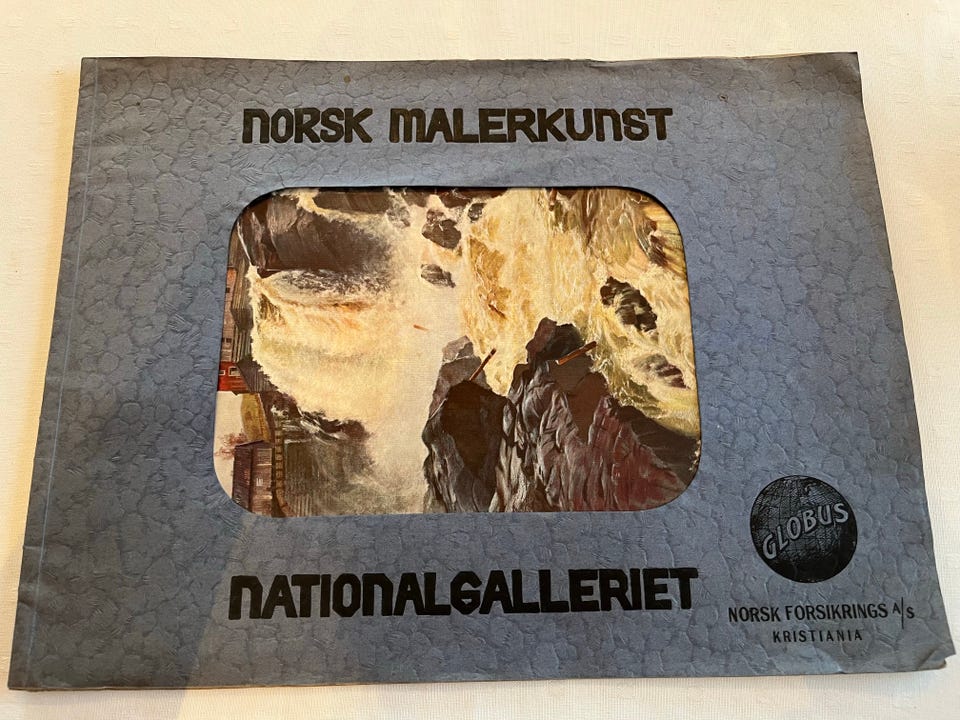 NORSK MALERKUNST
NATIONALGALLERIET
GLOBUS
NORSK FORSIKRINGS A/S
KRISTIANIA